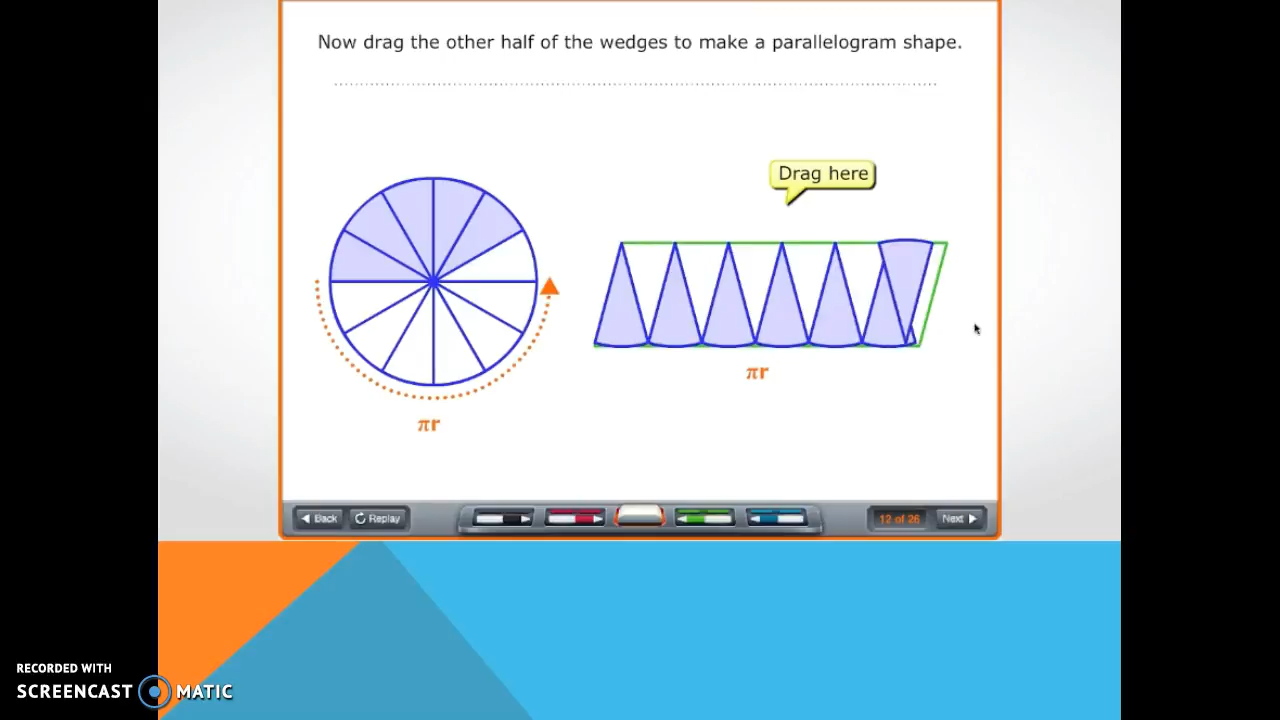 Now drag the other half of the wedges to make a parallelogram shape.
Drag here
πr
πr
Back
Replay
12 of 26
Next
RECORDED WITH
SCREENCAST MATIC